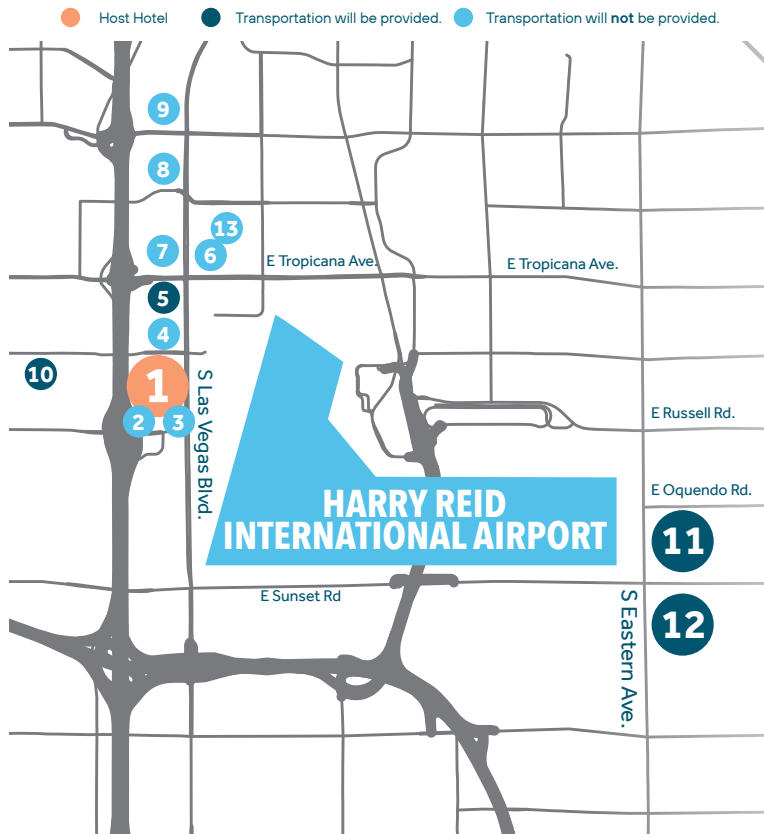 Host Hotel
Transportation will be provided.
Transportation will not be provided.
9
8
13
7
6
E Tropicana Ave.
E Tropicana Ave.
5
4
10
1
S Las Vegas Blvd.
2
3
E Russell Rd.
E Oquendo Rd.
HARRY REID
INTERNATIONAL AIRPORT
11
E Sunset Rd
S Eastern Ave.
12